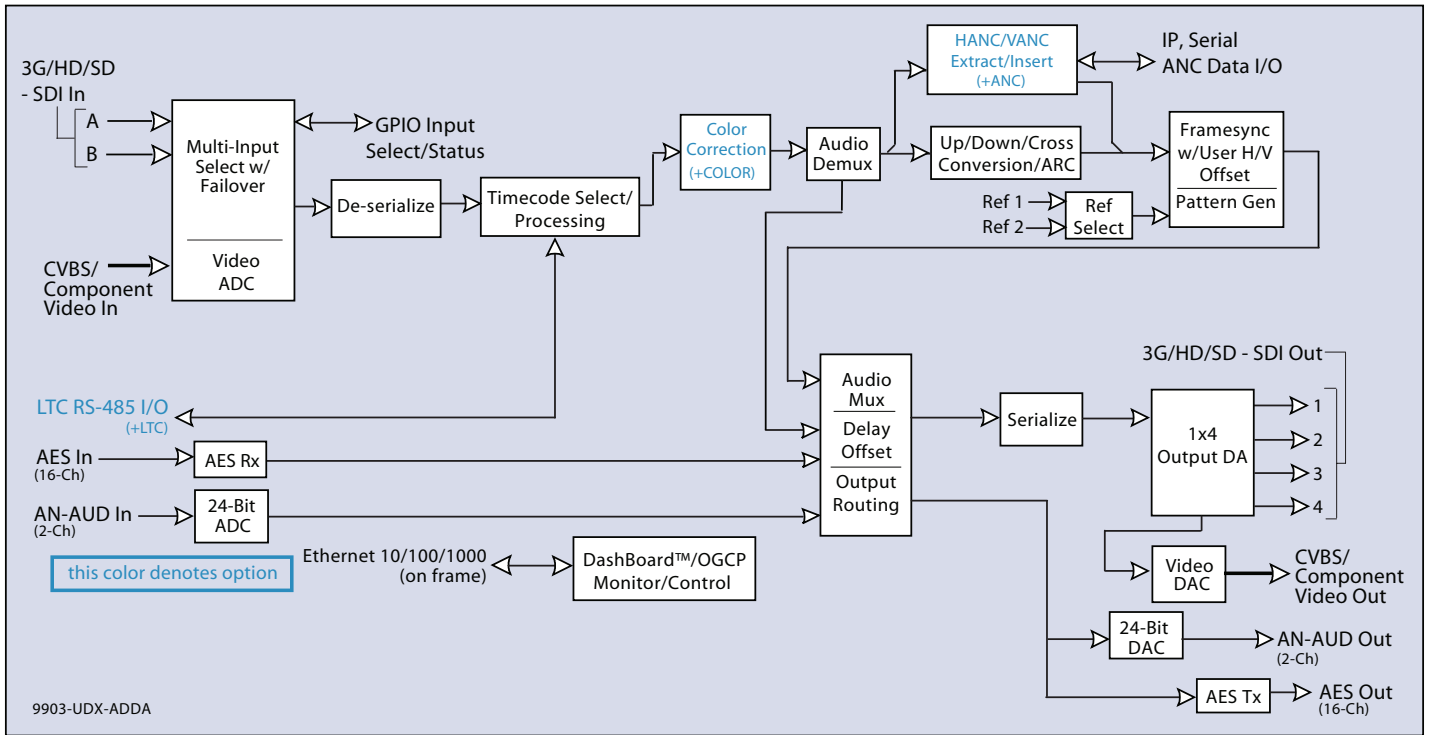 3G/HD/SD
- SDI In
A
B
Multi-Input
Select w/
Failover
Video
ADC
CVBS/
Component
Video In
GPIO Input
Select/Status
De-serialize
Timecode Select/
Processing
Color
Correction
(+COLOR)
Audio
Demux
HANC/VANC
Extract/Insert
(+ANC)
IP, Serial
ANC Data I/O
Up/Down/Cross
Conversion/ARC
Ref 1
Ref 2
Ref
Select
Framesync
w/User H/V
Offset
Pattern Gen
LTC RS-485 I/O
(+LTC)
AES In
(16-Ch)
AES Rx
AN-AUD In
(2-Ch)
24-Bit
ADC
this color denotes option
Ethernet 10/100/1000
(on frame)
DashBoard™/OGCP
Monitor/Control
Audio
Mux
Delay
Offset
Output
Routing
Serialize
1x4
Output DA
3G/HD/SD - SDI Out
1
2
3
4
Video
DAC
CVBS/
Component
Video Out
24-Bit
DAC
AN-AUD Out
(2-Ch)
AES Tx
AES Out
(16-Ch)
9903-UDX-ADDA